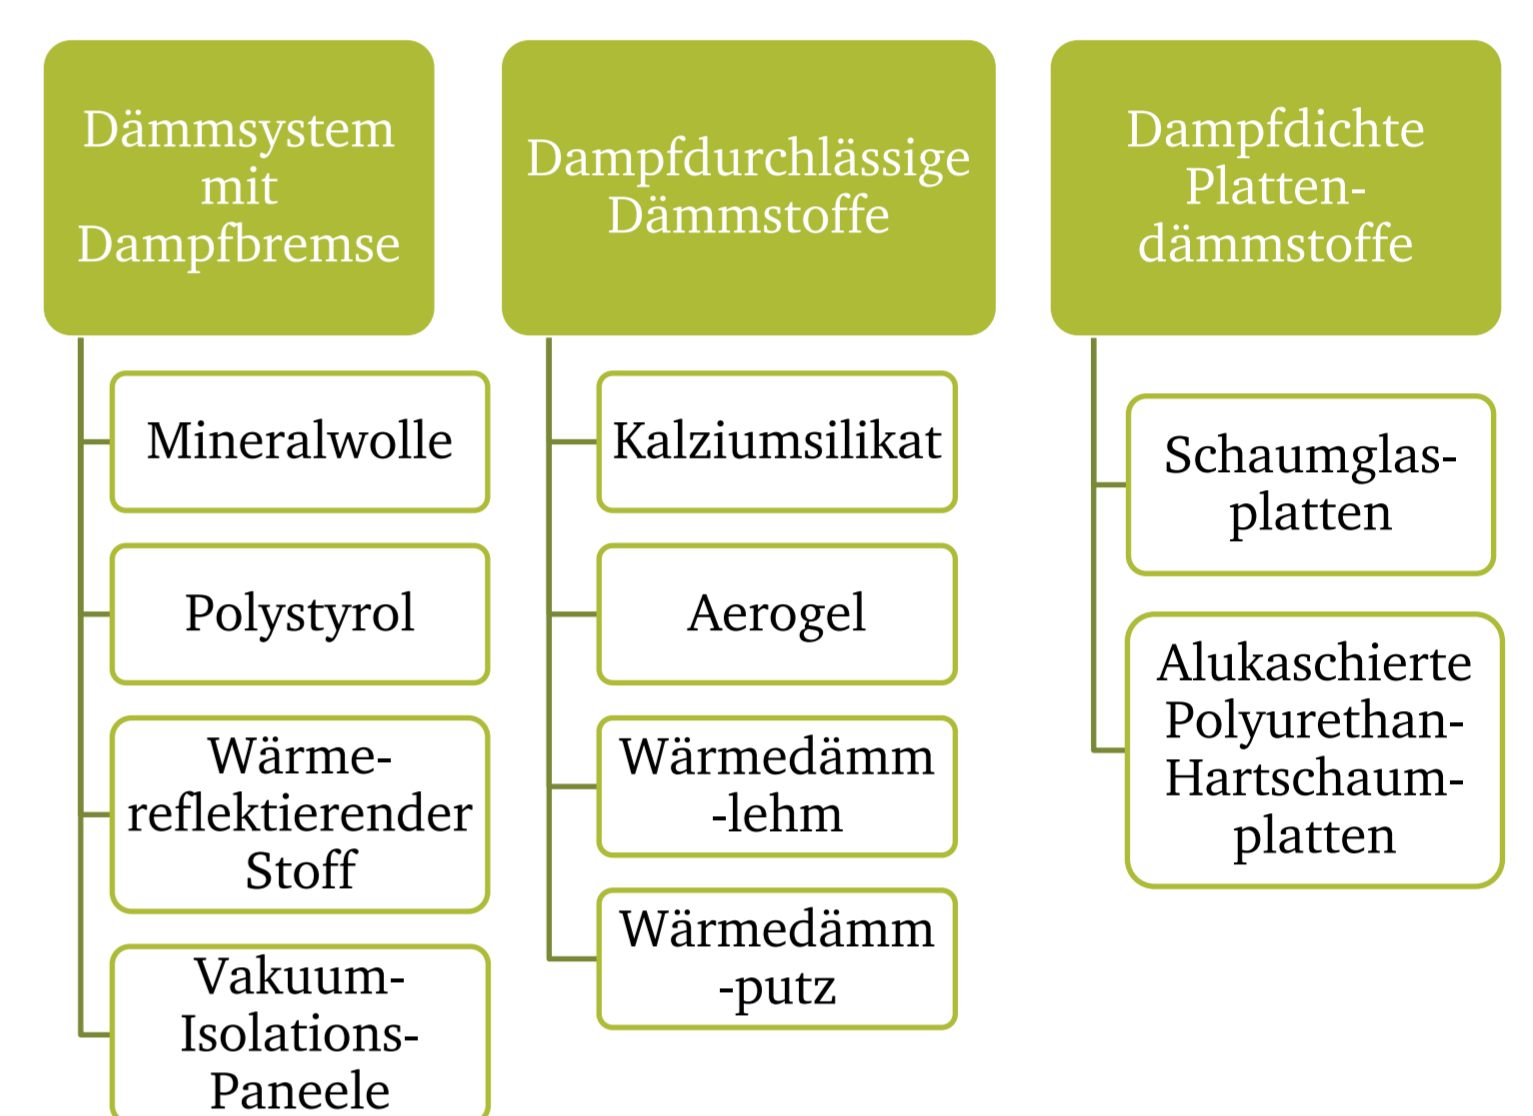 Dämmsystem
mit
Dampfbremse
Mineralwolle
Polystyrol
Wärme-
reflektierender
Stoff
Vakuum-
Isolations-
Paneele
Dampfdurchlässige
Dämmstoffe
Kalziumsilikat
Aerogel
Wärmedämm
-lehm
Wärmedämm
-putz
Dampfdichte
Platten-
dämmstoffe
Schaumglas-
platten
Alukaschierte
Polyurethan-
Hartschaum-
platten